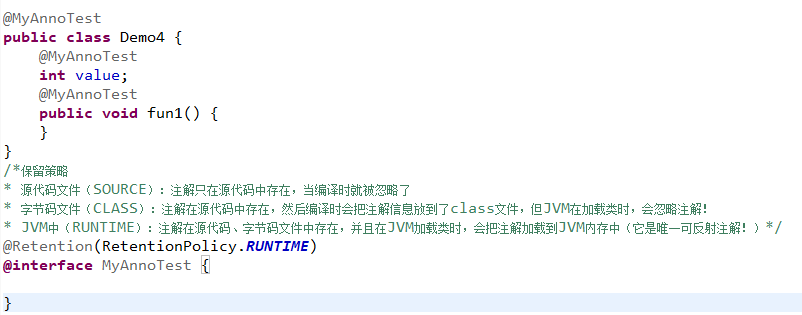 @MyAnnoTest
public class Demo4 {
    @MyAnnoTest
    int value;
    @MyAnnoTest
    public void fun1() {
    }
}
/*保留策略
* 源代码文件（SOURCE）：注解只在源代码中存在，当编译时就被忽略了
* 字节码文件（CLASS）：注解在源代码中存在，然后编译时会把注解信息放到了class文件，但JVM在加载类时，会忽略注解！
* JVM中（RUNTIME）：注解在源代码、字节码文件中存在，并且在JVM加载类时，会把注解加载到JVM内存中（它是唯一可反射注解！）*/
@Retention(RetentionPolicy.RUNTIME)
@interface MyAnnoTest {
}